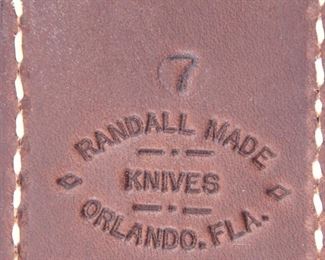 7
RANDALL MADE
KNIVES
ORLANDO, FLA.